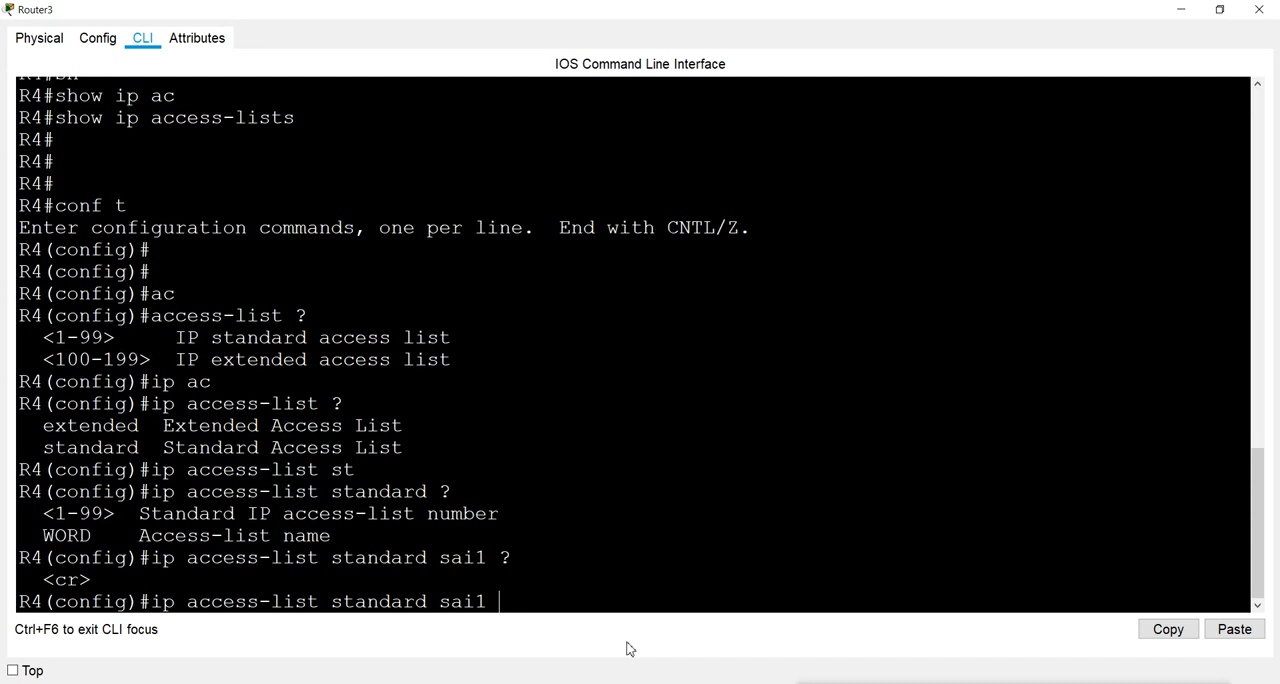 Router3
Physical Config CLI Attributes
IOS Command Line Interface
R4#show ip ac
R4#show ip access-lists
R4#
R4#
R4#
R4#conf t
Enter configuration commands, one per line.  End with CNTL/Z.
R4(config)#
R4(config)#
R4(config)#ac
R4(config)#access-list ?
  <1-99>     IP standard access list
  <100-199>  IP extended access list
R4(config)#ip ac
R4(config)#ip access-list ?
  extended  Extended Access List
  standard  Standard Access List
R4(config)#ip access-list st
R4(config)#ip access-list standard ?
  <1-99>  Standard IP access-list number
  WORD    Access-list name
R4(config)#ip access-list standard sai1 ?
  <cr>
R4(config)#ip access-list standard sai1
Ctrl+F6 to exit CLI focus
Copy Paste
Top